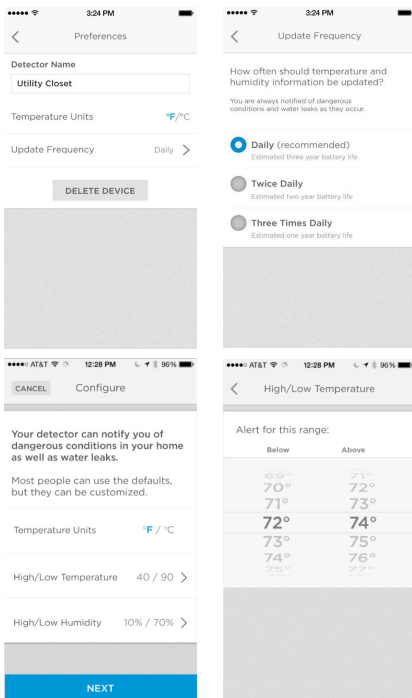 3:24 PM
Preferences
Detector Name
Utility Closet
Temperature Units °F/°C
Update Frequency Daily
DELETE DEVICE
3:24 PM
Update Frequency
How often should temperature and
humidity information be updated?
You are always notified of dangerous
conditions and water leaks as they occur.
Daily (recommended)
Estimated three year battery life
Twice Daily
Estimated two year battery life
Three Times Daily
Estimated one year battery life
AT&T 12:28 PM 96%
CANCEL Configure
Your detector can notify you of
dangerous conditions in your home
as well as water leaks.
Most people can use the defaults,
but they can be customized.
Temperature Units °F / °C
High/Low Temperature 40 / 90
High/Low Humidity 10% / 70%
NEXT
AT&T 12:28 PM 96%
High/Low Temperature
Alert for this range:
Below Above
69° 71°
70° 72°
71° 73°
72° 74°
73° 75°
74° 76°
75° 77°